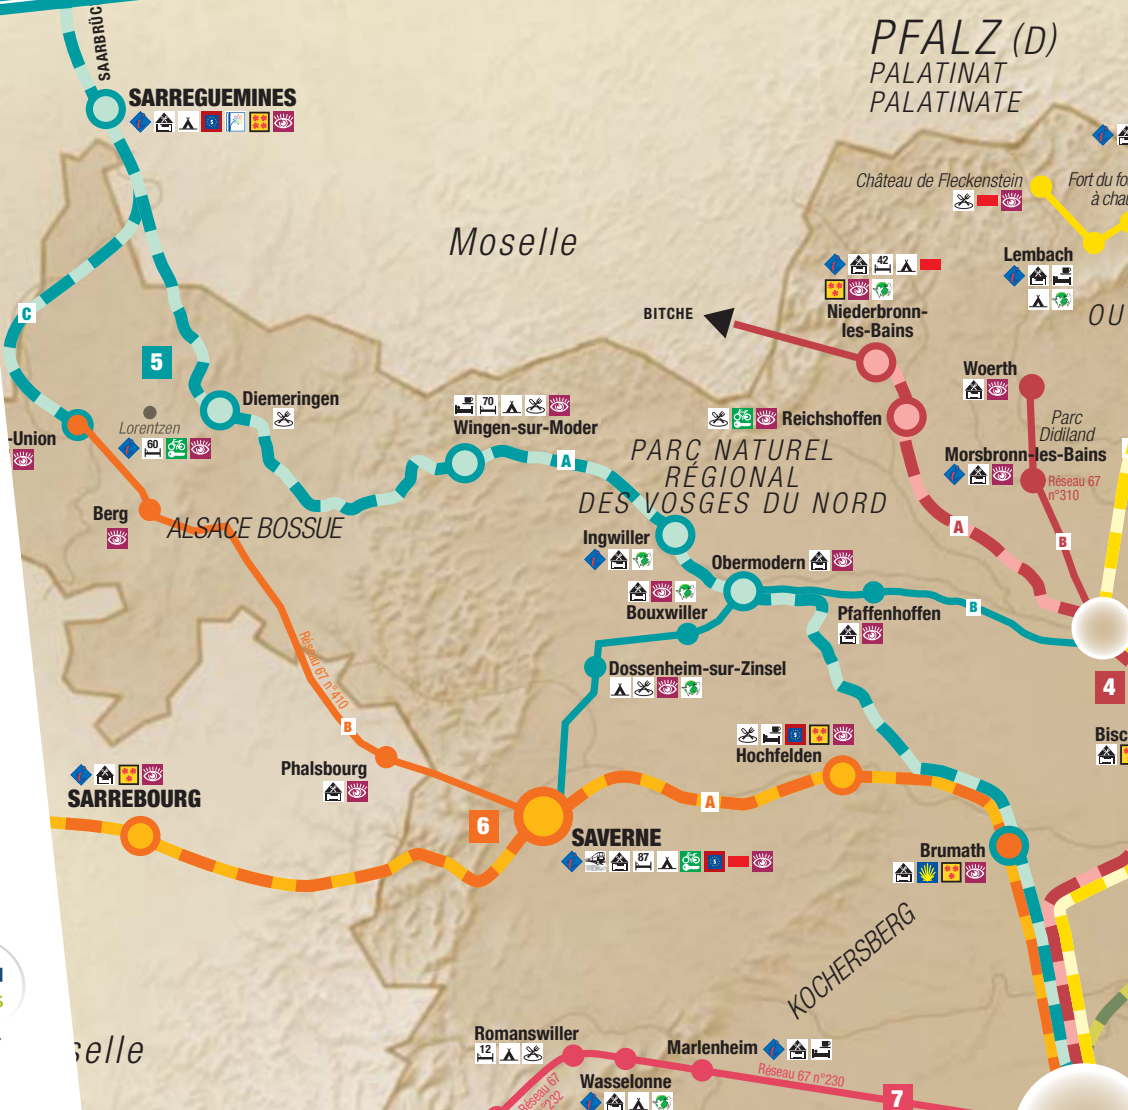 SAARBRÜC
SARREGUEMINES
PFALZ (D)
PALATINAT
PALATINATE
Château de Fleckenstein
Fort du fo
à chau
Moselle
42
Lembach
C
BITCHE
Niederbronn-
les-Bains
OU
5
Woerth
Diemeringen
70
Wingen-sur-Moder
Reichshoffen
Parc
Didiland
Lorentzen
-Union
60
A
PARC NATUREL
RÉGIONAL
DES VOSGES DU NORD
Morsbronn-les-Bains
Réseau 67
n°310
Berg
ALSACE BOSSUE
A
B
Ingwiller
Obermodern
Bouxwiller
Pfaffenhoffen
B
Réseau 67 n°410
Dossenheim-sur-Zinsel
4
B
Phalsbourg
Hochfelden
Bisc
SARREBOURG
A
6
SAVERNE
87
Brumath
KOCHERSBERG
selle
Romanswiller
12
Marlenheim
Réseau 67 n°230
Wasselonne
Réseau 67
n°232
7